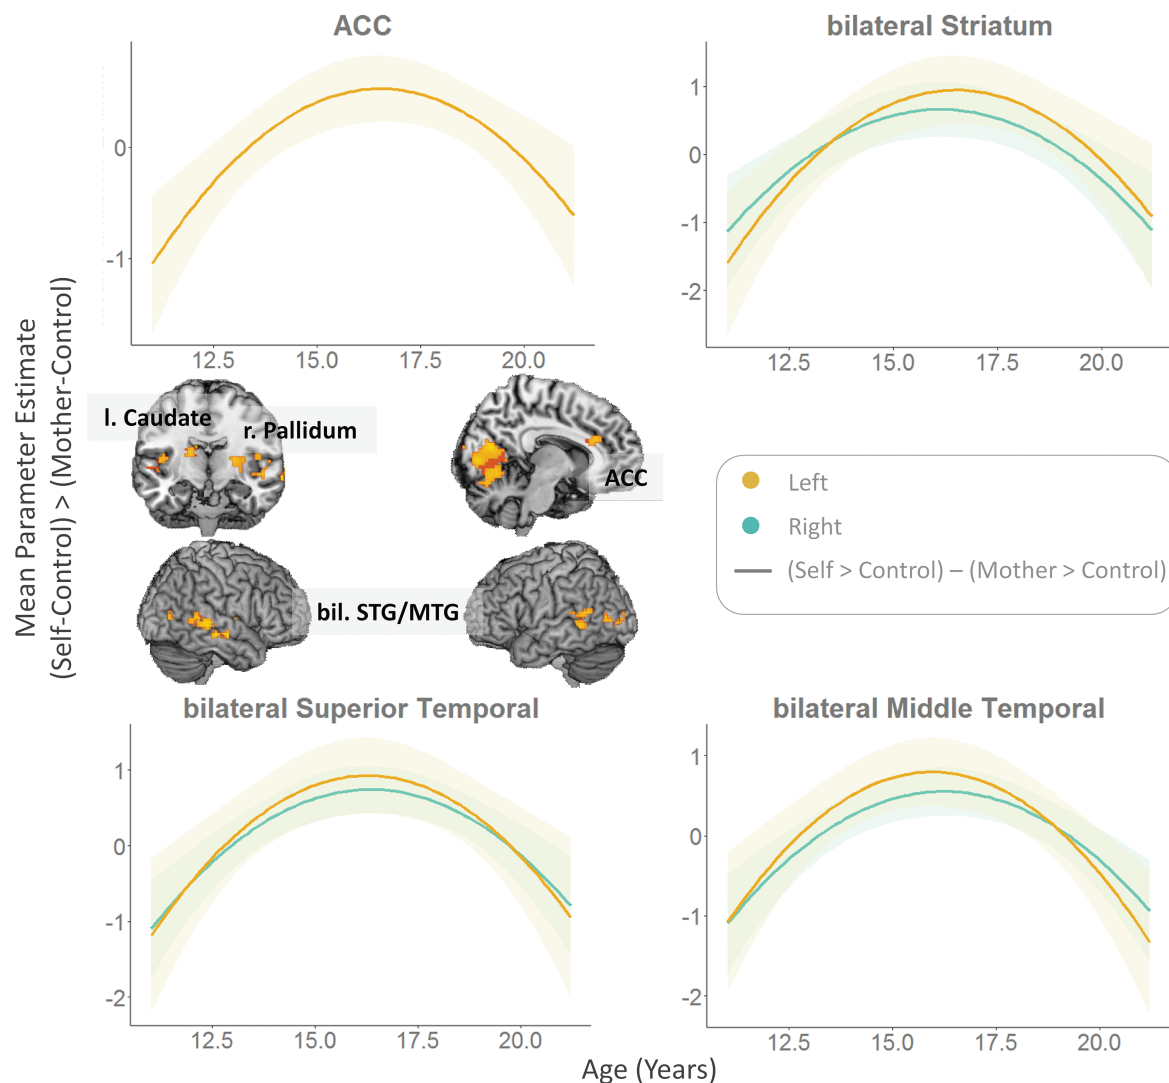 ACC
bilateral Striatum
0
-1
12.5
15.0
17.5
20.0
1
0
-1
-2
12.5
15.0
17.5
20.0
Mean Parameter Estimate
(Self-Control) > (Mother-Control)
l. Caudate
r. Pallidum
ACC
bil. STG/MTG
Left
Right
(Self > Control) – (Mother > Control)
bilateral Superior Temporal
bilateral Middle Temporal
1
0
-1
-2
12.5
15.0
17.5
20.0
1
0
-1
-2
12.5
15.0
17.5
20.0
Age (Years)